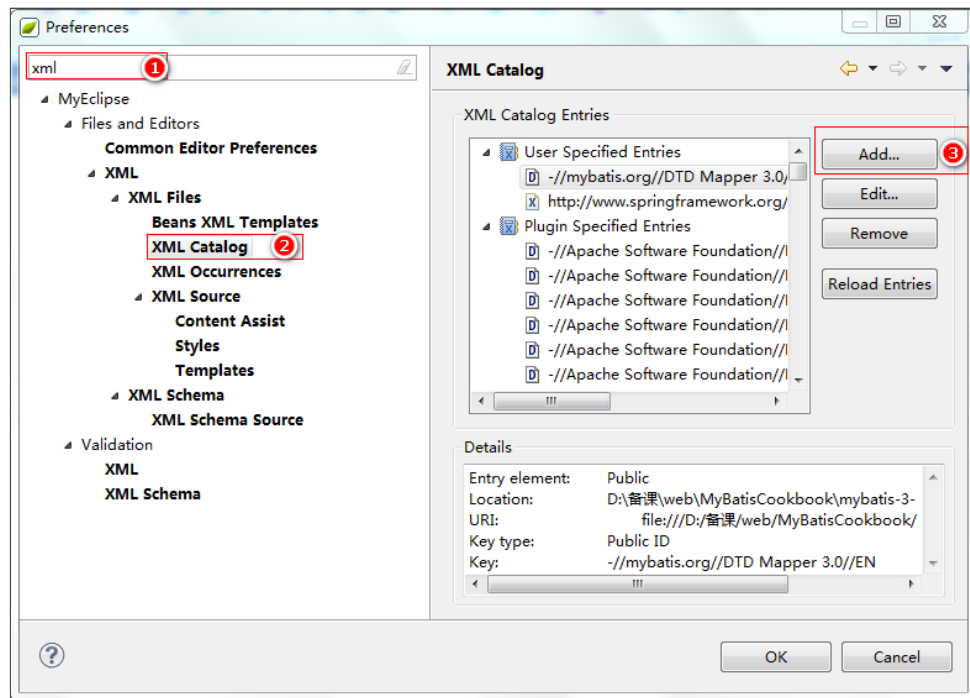 Preferences
xml
1
MyEclipse
Files and Editors
Common Editor Preferences
XML
XML Files
Beans XML Templates
XML Catalog
2
XML Occurrences
XML Source
Content Assist
Styles
Templates
XML Schema
XML Schema Source
Validation
XML
XML Schema
XML Catalog
XML Catalog Entries
User Specified Entries
-//mybatis.org//DTD Mapper 3.0/
http://www.springframework.org/
Plugin Specified Entries
-//Apache Software Foundation//
-//Apache Software Foundation//
-//Apache Software Foundation//
-//Apache Software Foundation//
-//Apache Software Foundation//
-//Apache Software Foundation//
Add...
3
Edit...
Remove
Reload Entries
Details
Entry element: Public
Location: D:\备课\web\MyBatisCookbook\mybatis-3-
URI: file:///D:/备课/web/MyBatisCookbook/
Key type: Public ID
Key: -//mybatis.org//DTD Mapper 3.0//EN
?
OK
Cancel